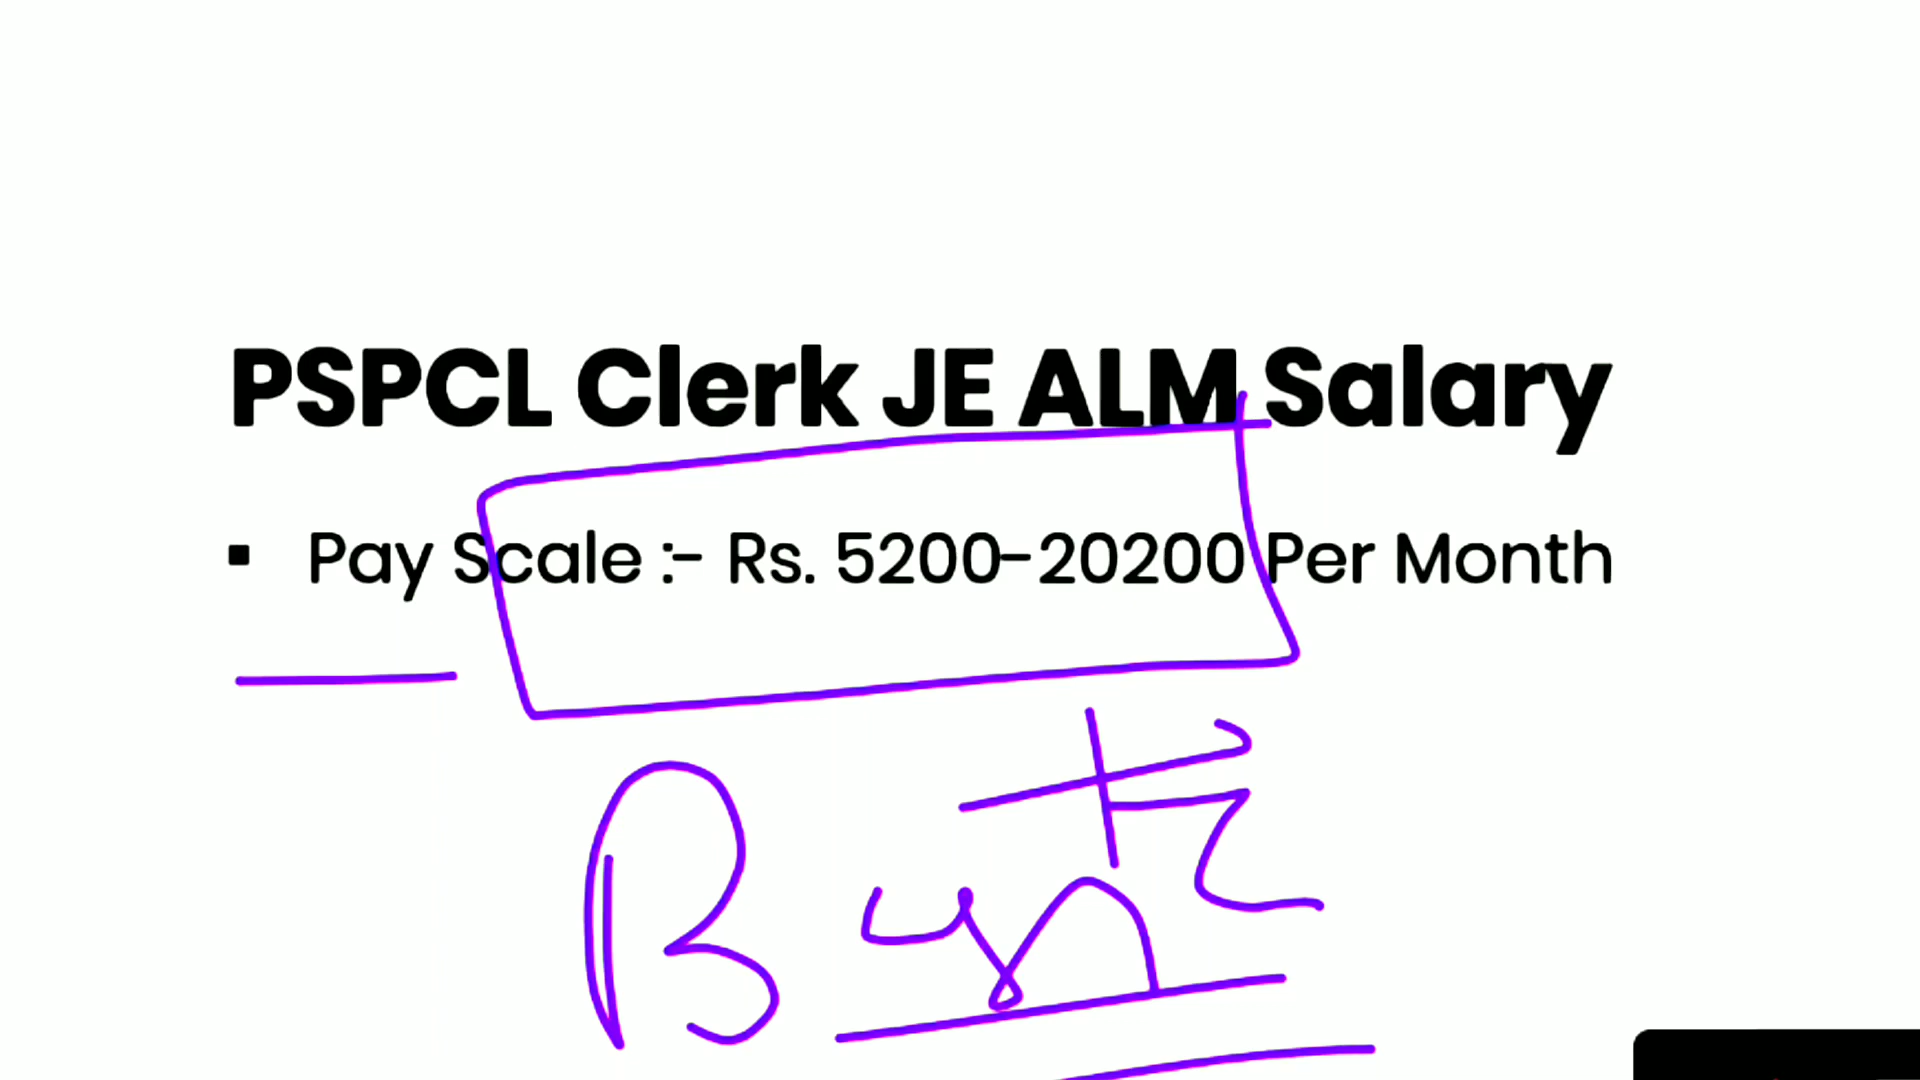 PSPCL Clerk JE ALM Salary
▪ Pay Scale :- Rs. 5200-20200 Per Month